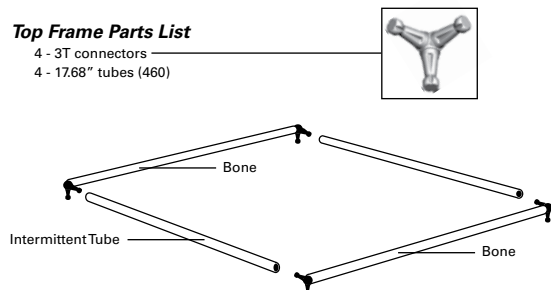 Top Frame Parts List
4 - 3T connectors
4 - 17.68" tubes (460)
Bone
Intermittent Tube
Bone